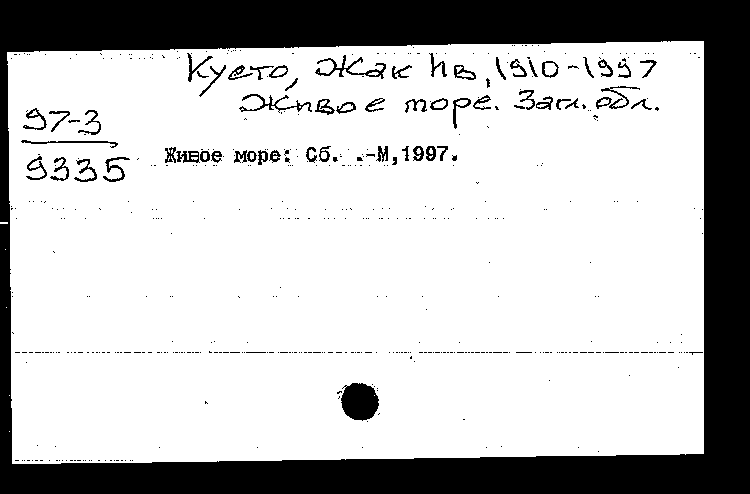 Кусто, Жак Ив, 1910-1997
Живое море. Загл. обл.
97-3
9335
Живое море: Сб. .-М,1997.